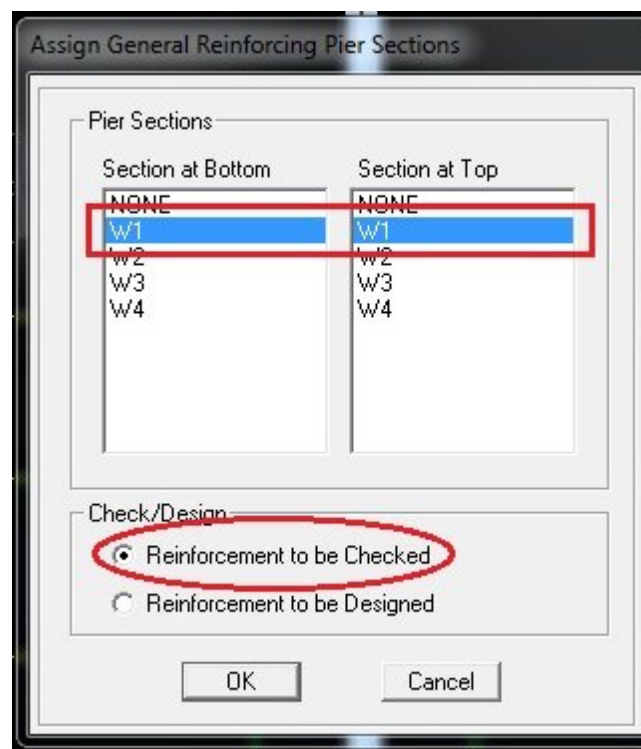 Assign General Reinforcing Pier Sections
Pier Sections
Section at Bottom
NONE
W1
W2
W3
W4
Section at Top
NONE
W1
W2
W3
W4
Check/Design
Reinforcement to be Checked
Reinforcement to be Designed
OK
Cancel